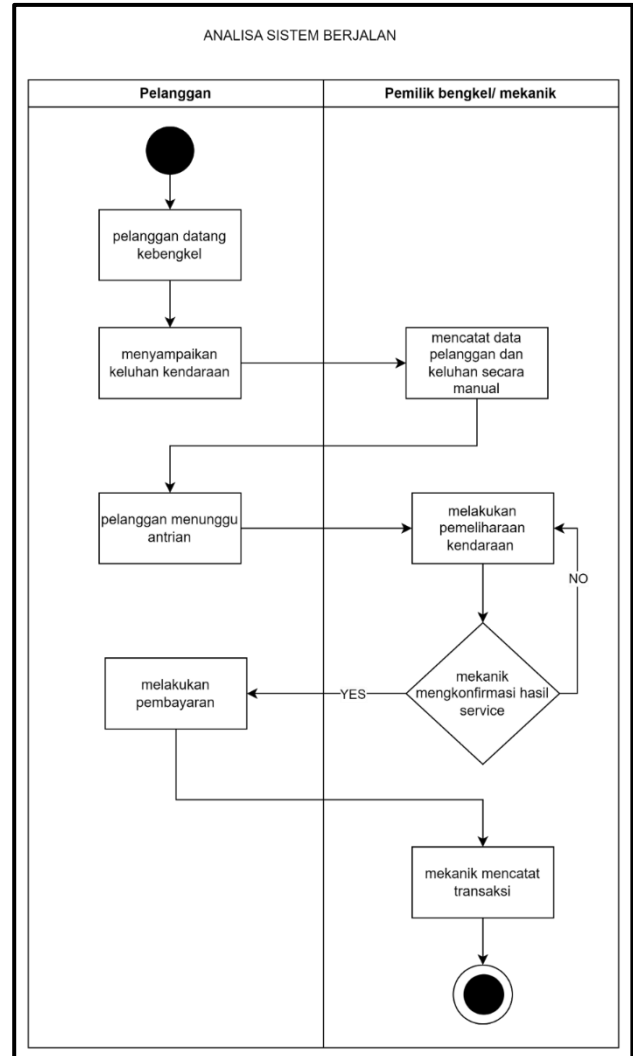 ANALISA SISTEM BERJALAN
Pelanggan
Pemilik bengkel/ mekanik
pelanggan datang
kebengkel
menyampaikan
keluhan kendaraan
mencatat data
pelanggan dan
keluhan secara
manual
pelanggan menunggu
antrian
melakukan
pemeliharaan
kendaraan
NO
mekanik
mengkonfirmasi hasil
service
YES
melakukan
pembayaran
mekanik mencatat
transaksi